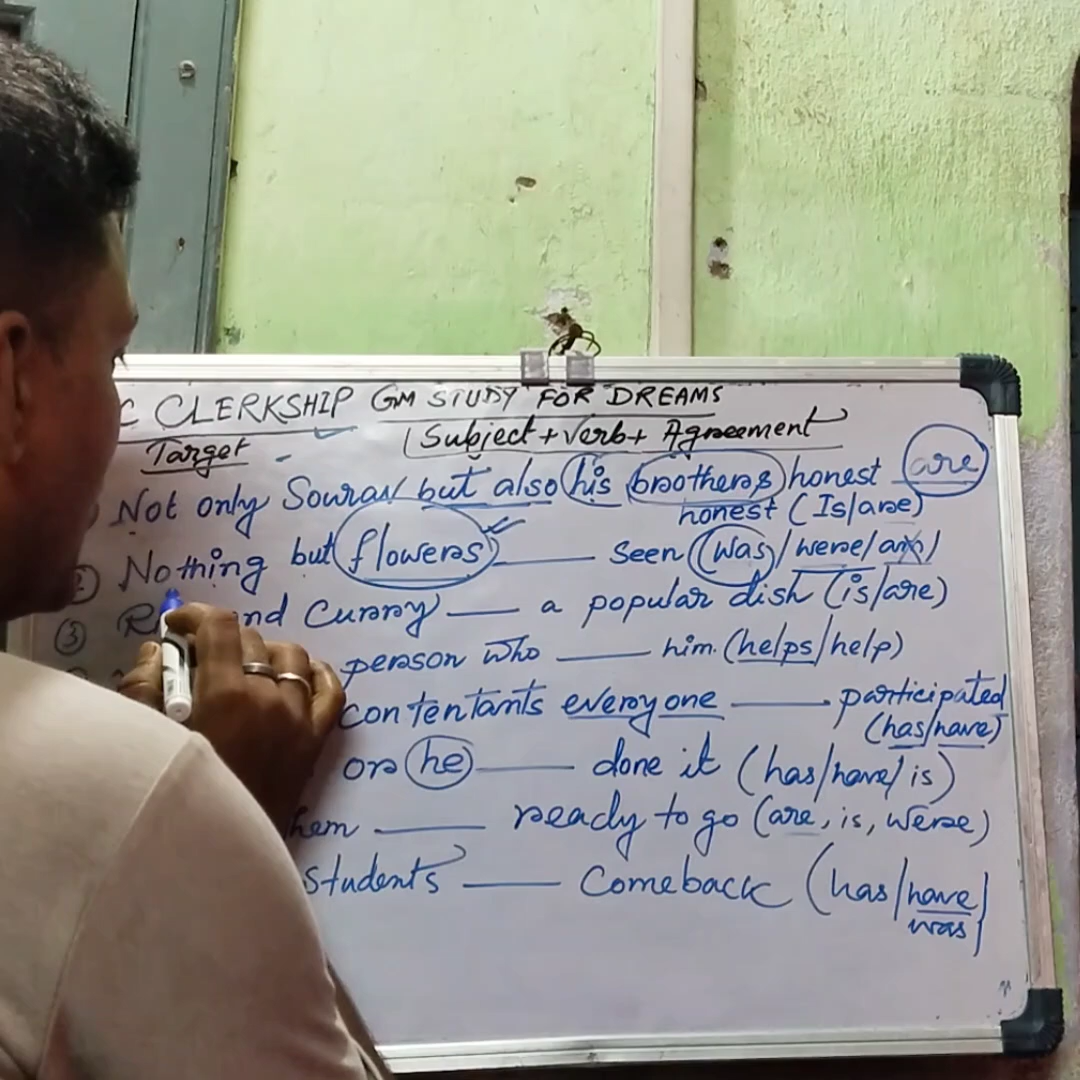 C CLERKSHIP GM STUDY FOR DREAMS
Target Subject + Verb + Agreement
Not only Sourav but also his brothers honest are
honest (Is/are)
② Nothing but flowers ____ seen (was/were/am/
③ and Curry ____ a popular dish (is/are)
person who ____ him. (helps/help)
contentants everyone ____ participated
(has/have)
or he ____ done it (has/have/is)
hem ____ ready to go (are, is, were)
students ____ comeback (has/have/
was)